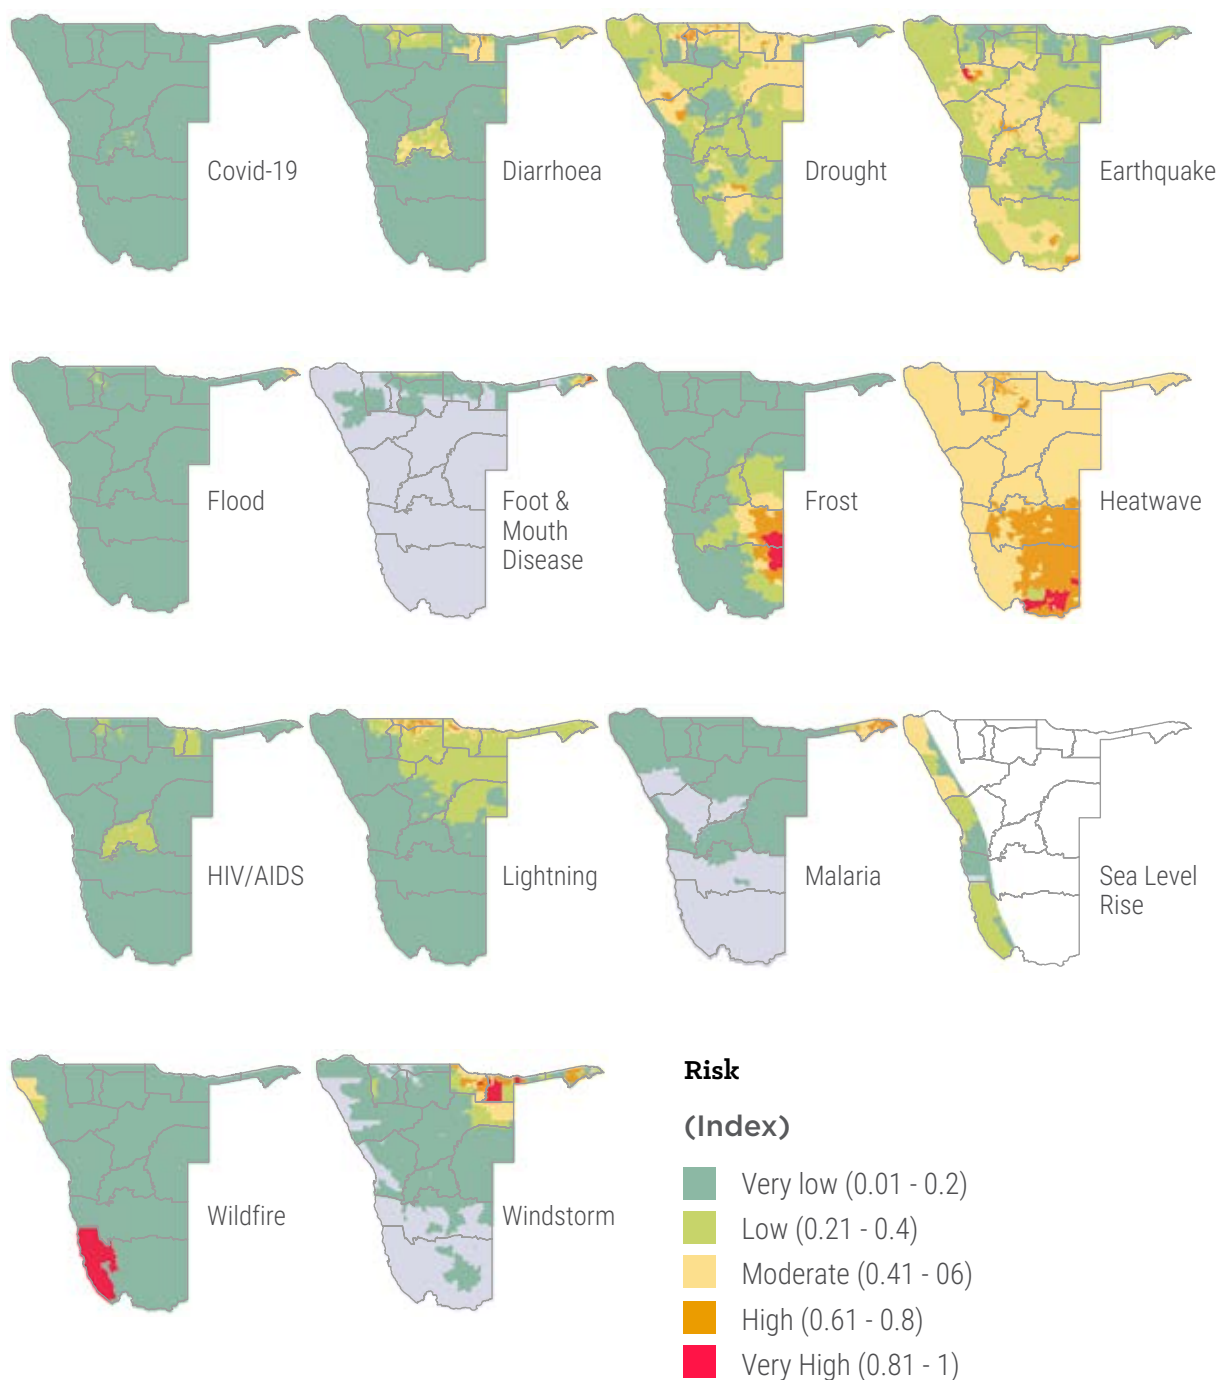 Covid-19
Diarrhoea
Drought
Earthquake
Flood
Foot &
Mouth
Disease
Frost
Heatwave
HIV/AIDS
Lightning
Malaria
Sea Level
Rise
Wildfire
Windstorm
Risk
(Index)
Very low (0.01 - 0.2)
Low (0.21 - 0.4)
Moderate (0.41 - 06)
High (0.61 - 0.8)
Very High (0.81 - 1)